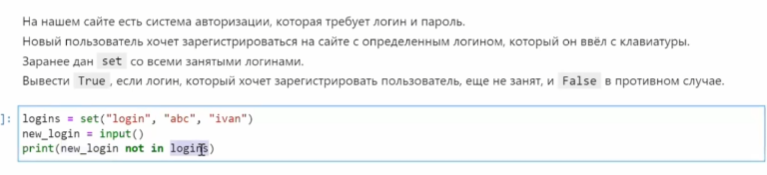 На нашем сайте есть система авторизации, которая требует логин и пароль.
Новый пользователь хочет зарегистрироваться на сайте с определенным логином, который он ввёл с клавиатуры.
Заранее дан set со всеми занятыми логинами.
Вывести True , если логин, который хочет зарегистрировать пользователь, еще не занят, и False в противном случае.
]: logins = set("login", "abc", "ivan")
new_login = input()
print(new_login not in logins)